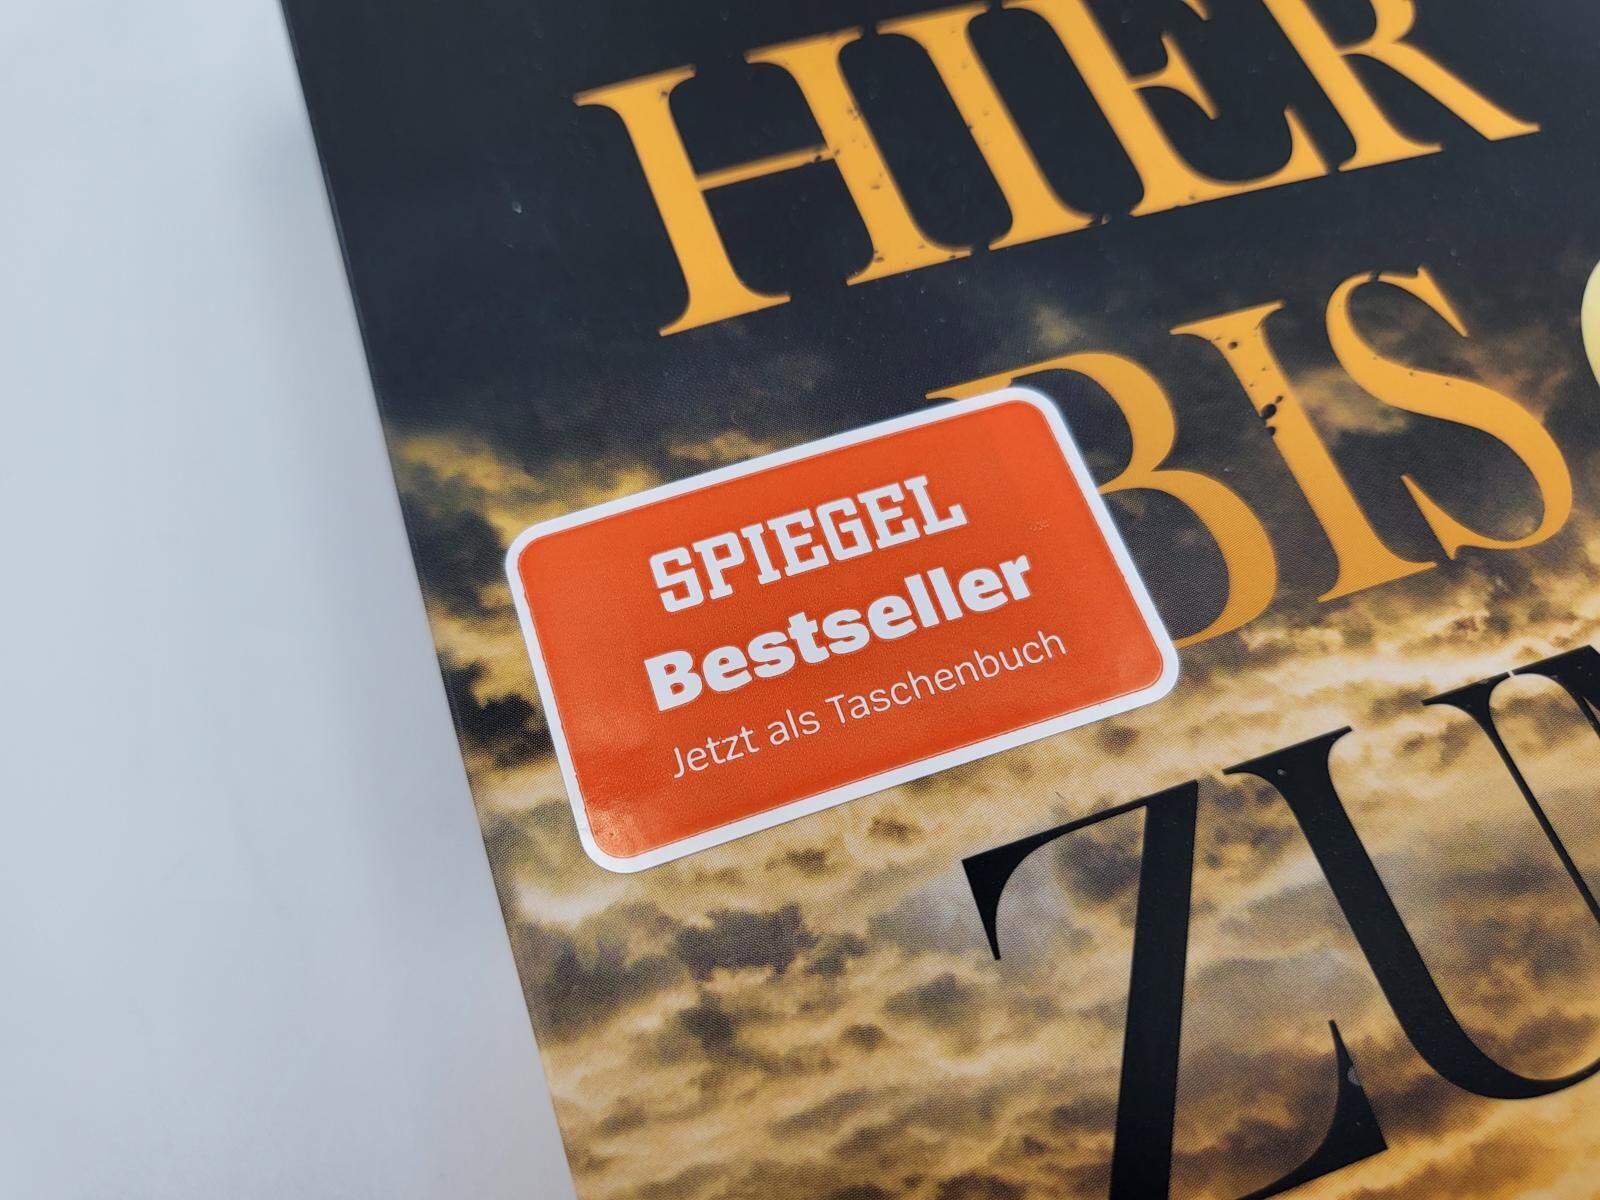 HIER
BIS
SPIEGEL
Bestseller
Jetzt als Taschenbuch
ZU